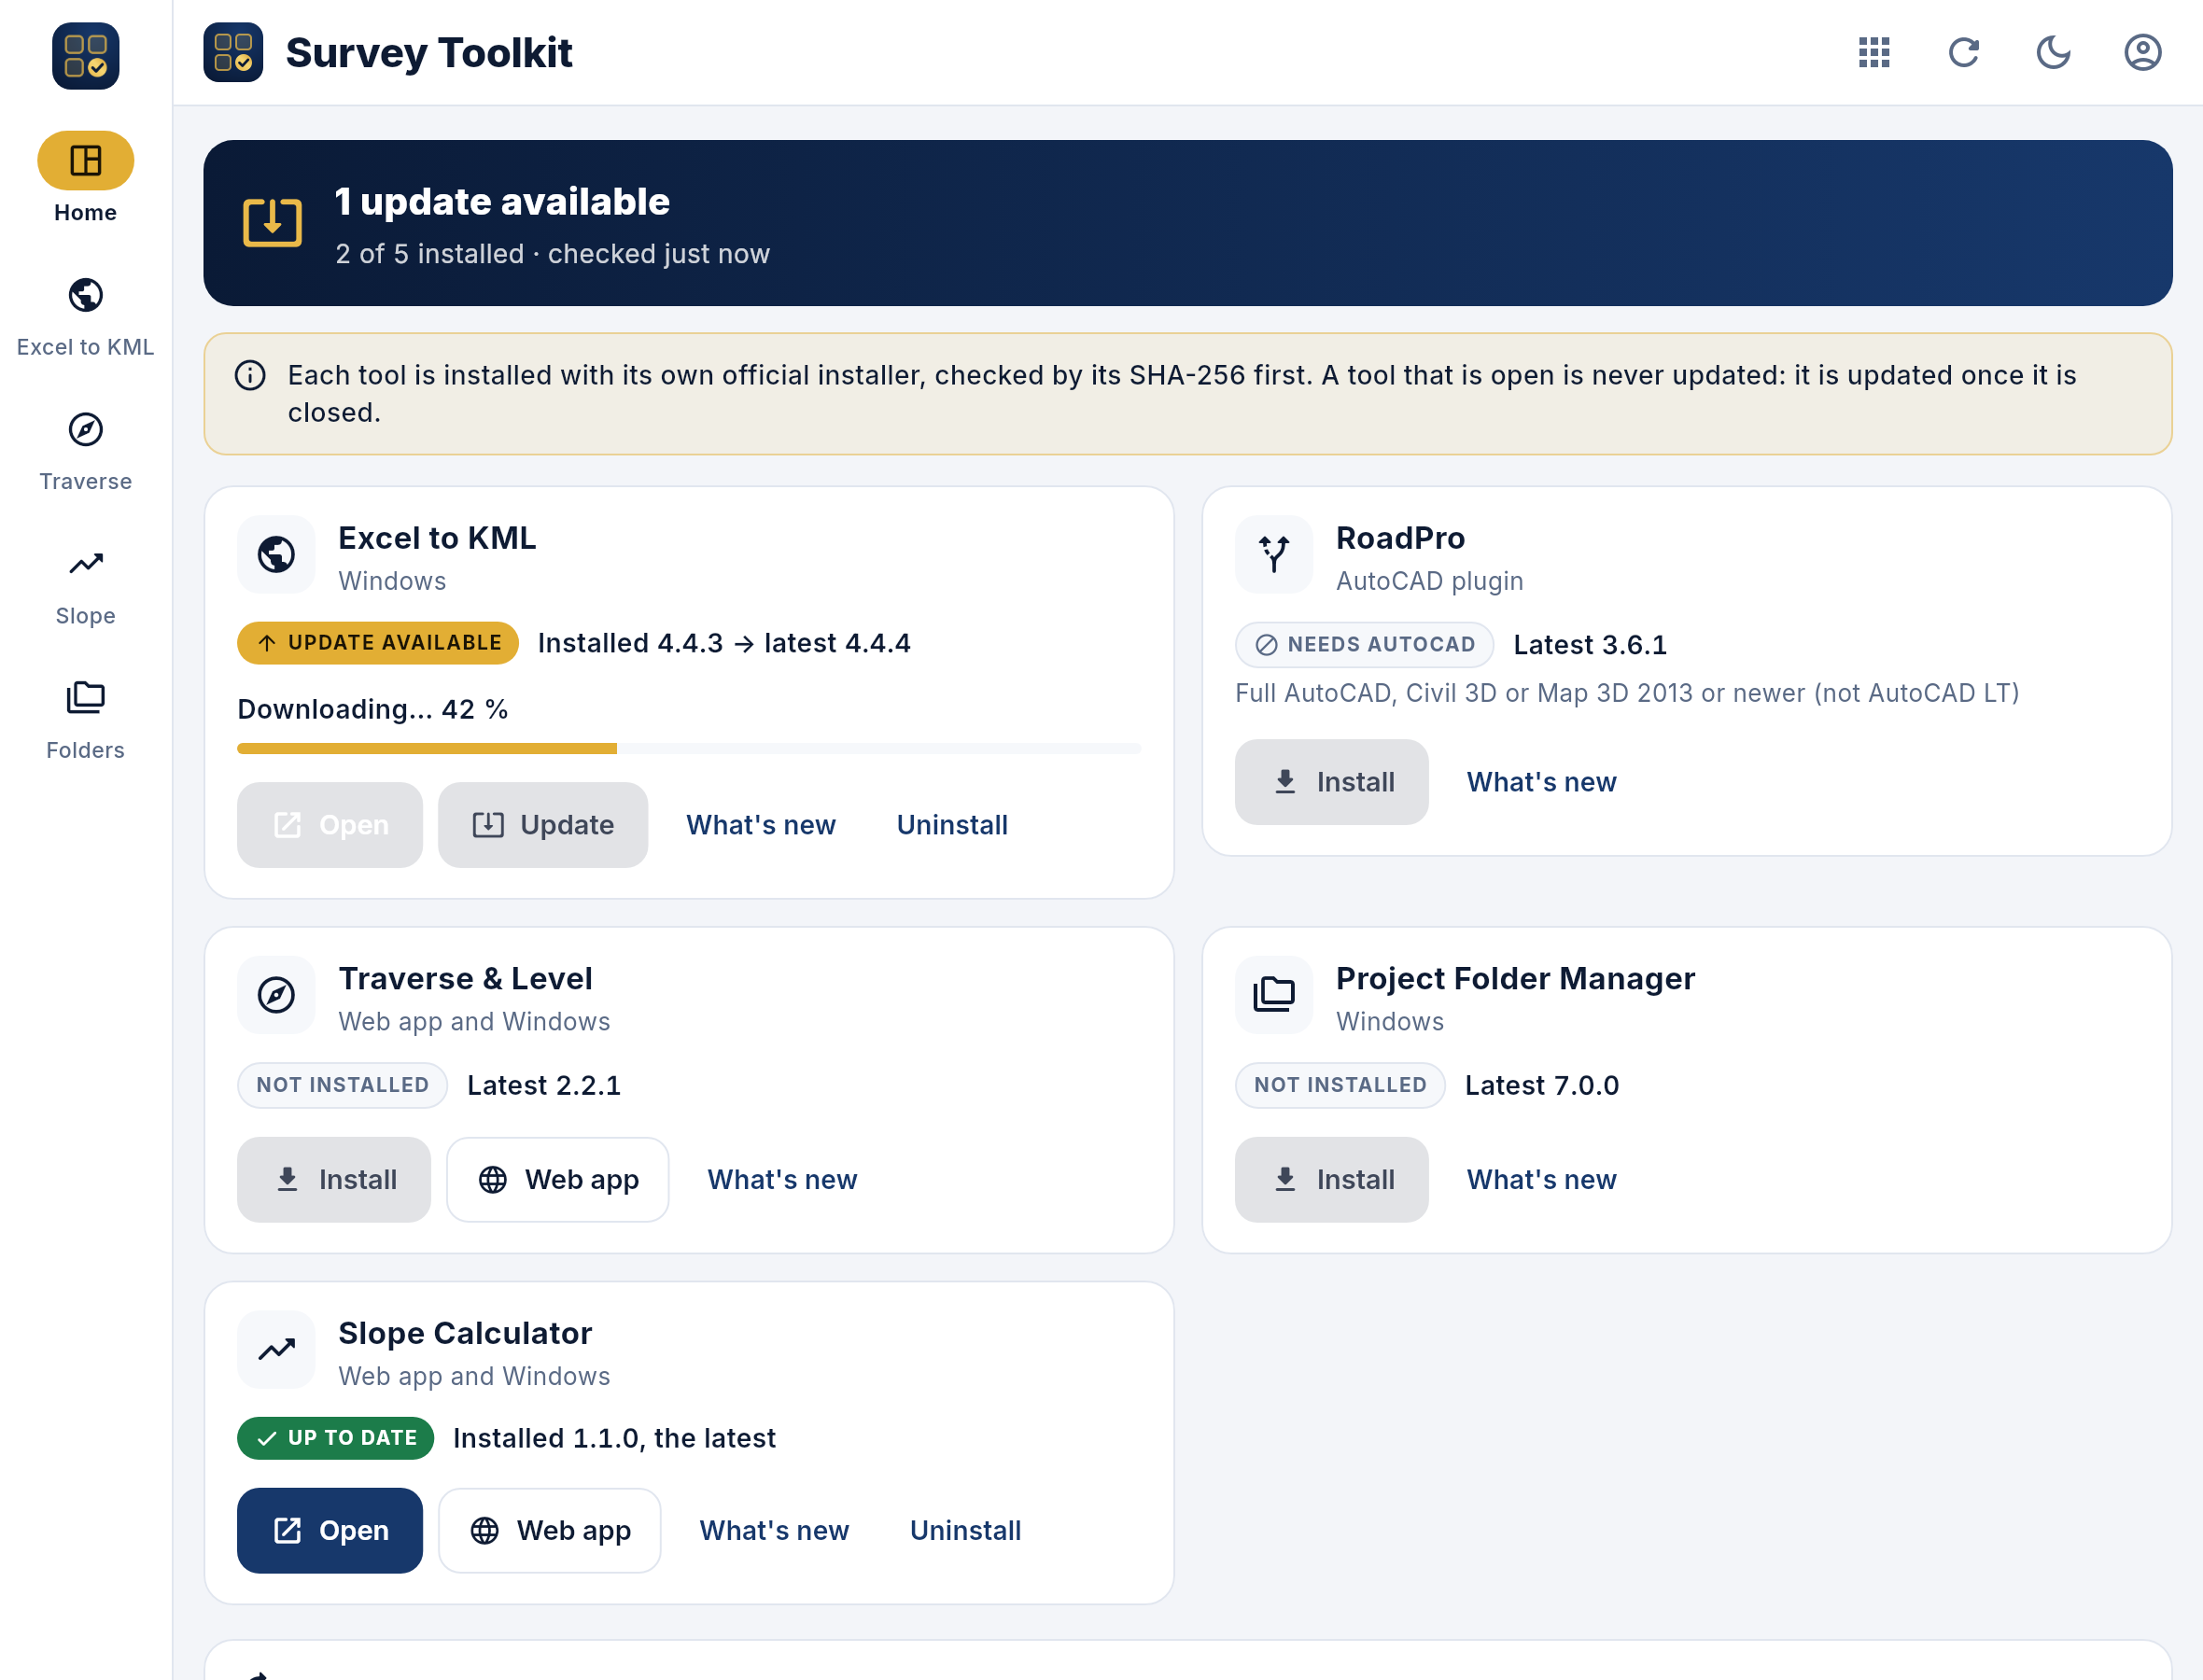 Survey Toolkit
Home
Excel to KML
Traverse
Slope
Folders
1 update available
2 of 5 installed · checked just now
Each tool is installed with its own official installer, checked by its SHA-256 first. A tool that is open is never updated: it is updated once it is
closed.
Excel to KML
Windows
UPDATE AVAILABLE Installed 4.4.3 → latest 4.4.4
Downloading... 42 %
Open Update What's new Uninstall
RoadPro
AutoCAD plugin
NEEDS AUTOCAD Latest 3.6.1
Full AutoCAD, Civil 3D or Map 3D 2013 or newer (not AutoCAD LT)
Install What's new
Traverse & Level
Web app and Windows
NOT INSTALLED Latest 2.2.1
Install Web app What's new
Project Folder Manager
Windows
NOT INSTALLED Latest 7.0.0
Install What's new
Slope Calculator
Web app and Windows
UP TO DATE Installed 1.1.0, the latest
Open Web app What's new Uninstall